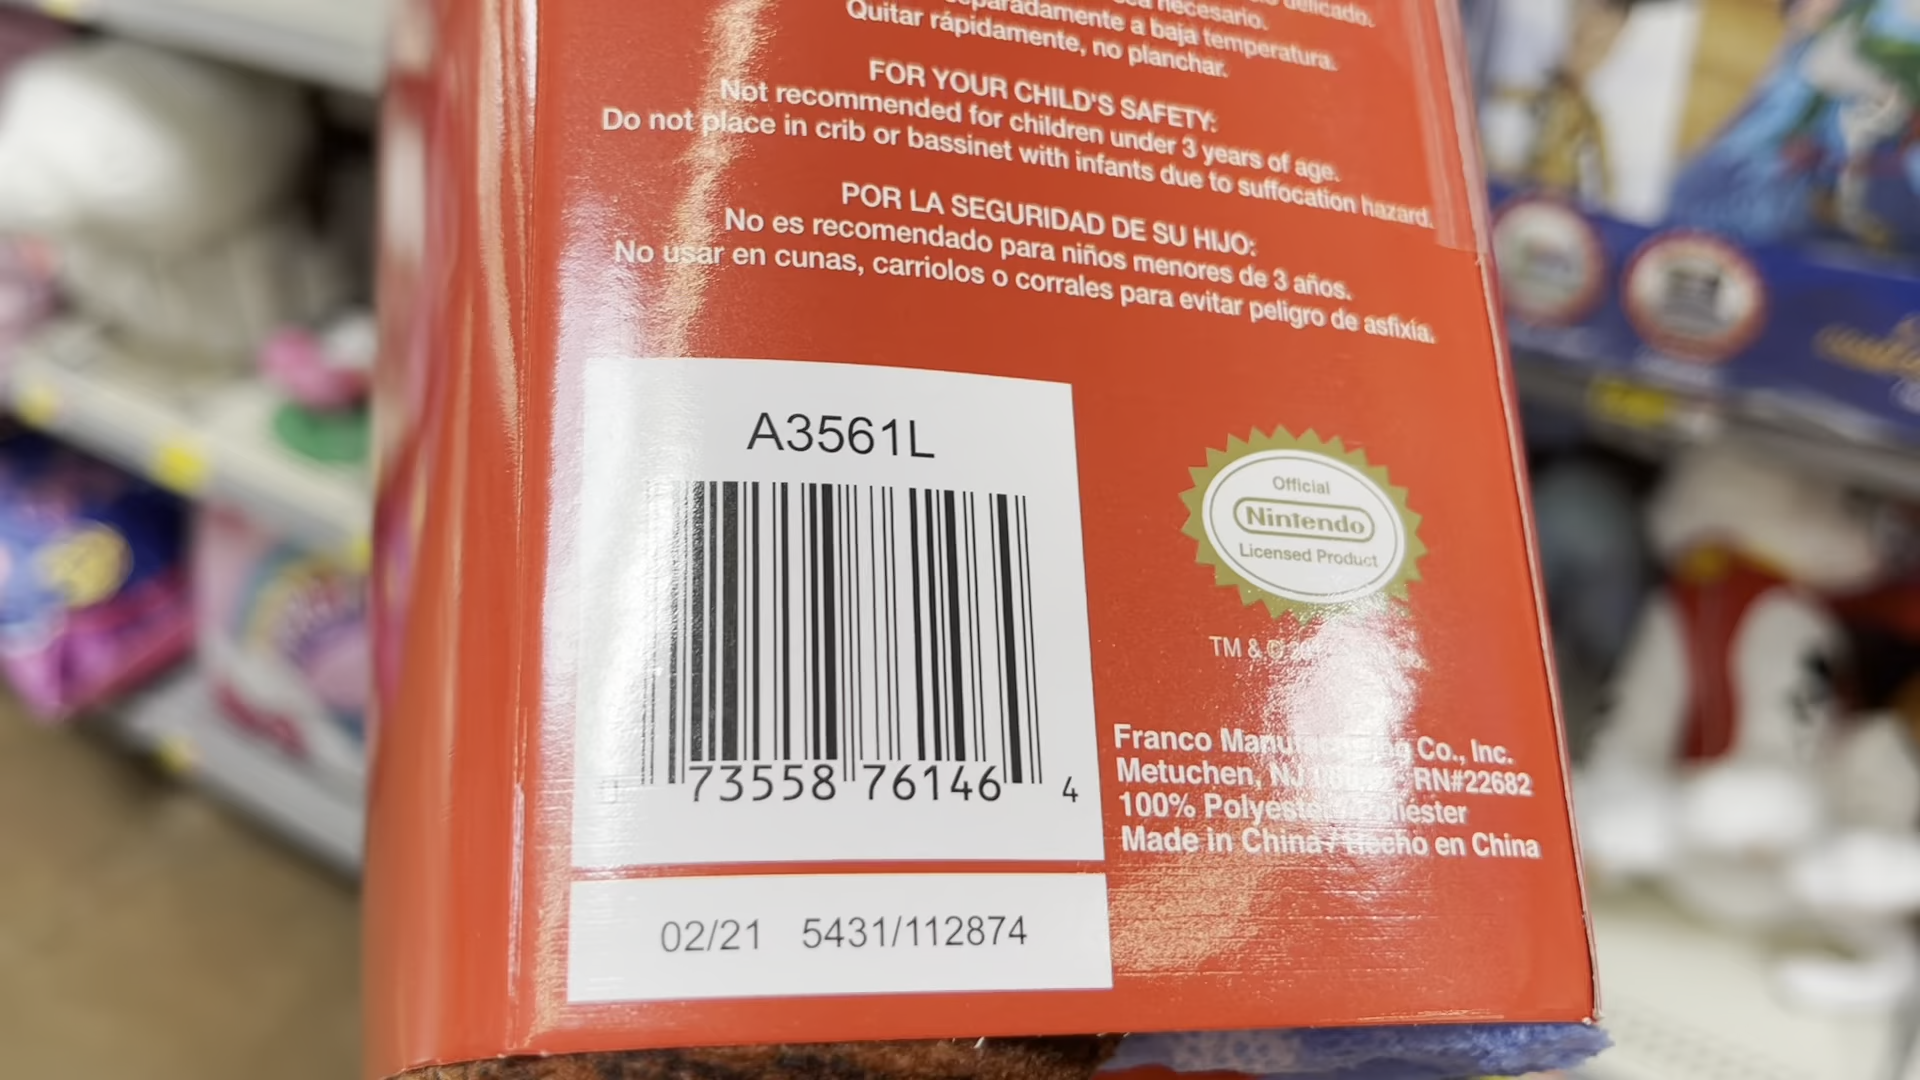 necesario. delicado.
a baja temperatura.
Quitar rápidamente, no planchar.
FOR YOUR CHILD'S SAFETY:
Not recommended for children under 3 years of age.
Do not place in crib or bassinet with infants due to suffocation hazard.
POR LA SEGURIDAD DE SU HIJO:
No es recomendado para niños menores de 3 años.
No usar en cunas, carriolos o corrales para evitar peligro de asfixia.
A3561L
73558 76146 4
02/21 5431/112874
Official
Nintendo
Licensed Product
TM & ©
Franco Manufacturing Co., Inc.
Metuchen, NJ RN#22682
100% Polyester / Poliéster
Made in China / Hecho en China